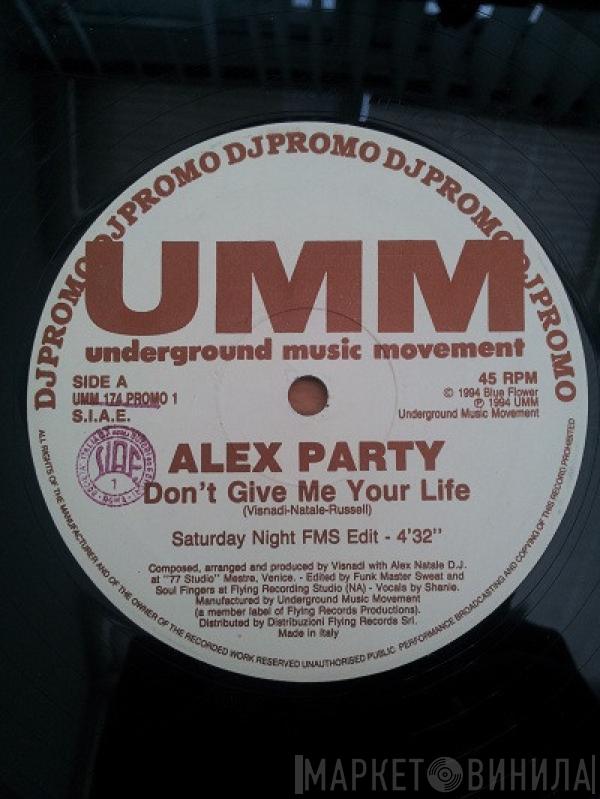 DJPROMO DJPROMO DJPROMO DJPROMO DJPROMO DJPROMO
UMM
underground music movement
SIDE A
UMM 174 PROMO 1
S.I.A.E.
45 RPM
© 1994 Blue Flower
℗ 1994 UMM
Underground Music Movement
ALEX PARTY
Don't Give Me Your Life
(Visnadi-Natale-Russell)
Saturday Night FMS Edit - 4'32"
Composed, arranged and produced by Visnadi with Alex Natale D.J.
at "77 Studio" Mestre, Venice. - Edited by Funk Master Sweat and
Soul Fingers at Flying Recording Studio (NA) - Vocals by Shanie.
Manufactured by Underground Music Movement
(a member label of Flying Records Productions).
Distributed by Distribuzioni Flying Records Srl.
Made in Italy
ALL RIGHTS OF THE MANUFACTURER AND OF THE OWNER OF THE RECORDED WORK RESERVED UNAUTHORISED PUBLIC PERFORMANCE BROADCASTING AND COPYING OF THIS RECORD PROHIBITED
SIAE
1
МАРКЕТ ВИНИЛА